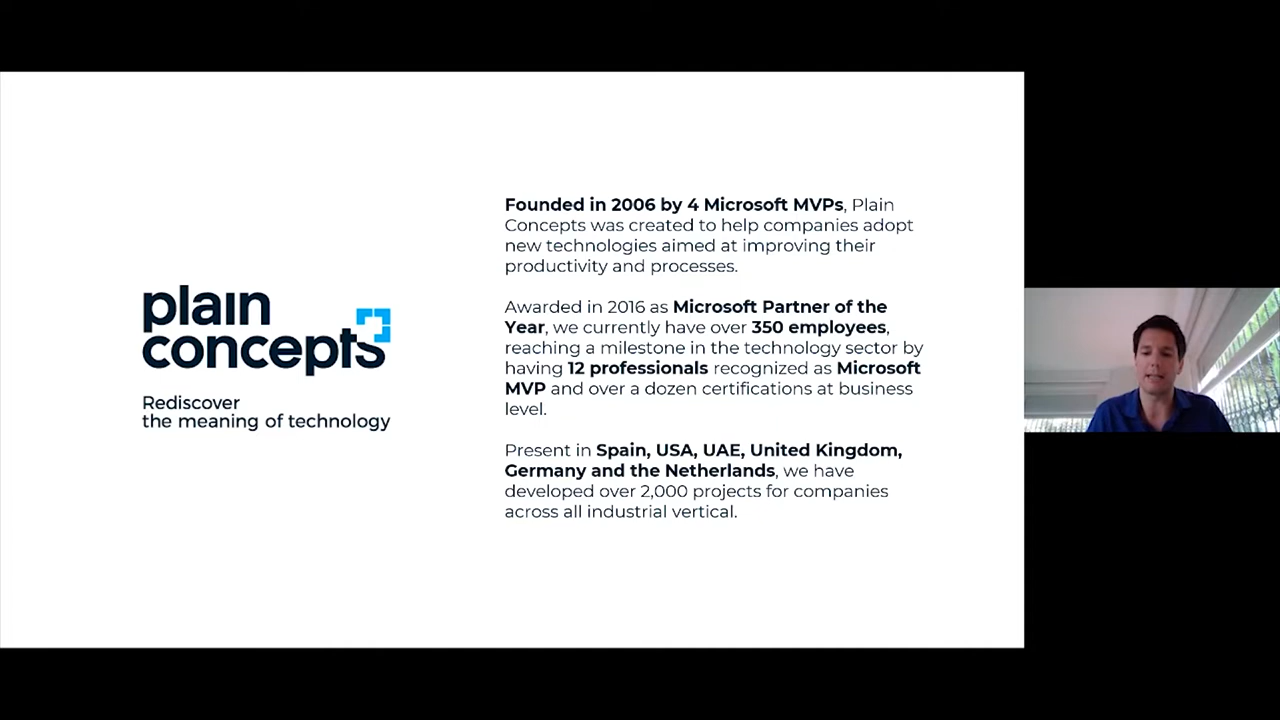 plain
concepts
Rediscover
the meaning of technology
Founded in 2006 by 4 Microsoft MVPs, Plain
Concepts was created to help companies adopt
new technologies aimed at improving their
productivity and processes.
Awarded in 2016 as Microsoft Partner of the
Year, we currently have over 350 employees,
reaching a milestone in the technology sector by
having 12 professionals recognized as Microsoft
MVP and over a dozen certifications at business
level.
Present in Spain, USA, UAE, United Kingdom,
Germany and the Netherlands, we have
developed over 2,000 projects for companies
across all industrial vertical.